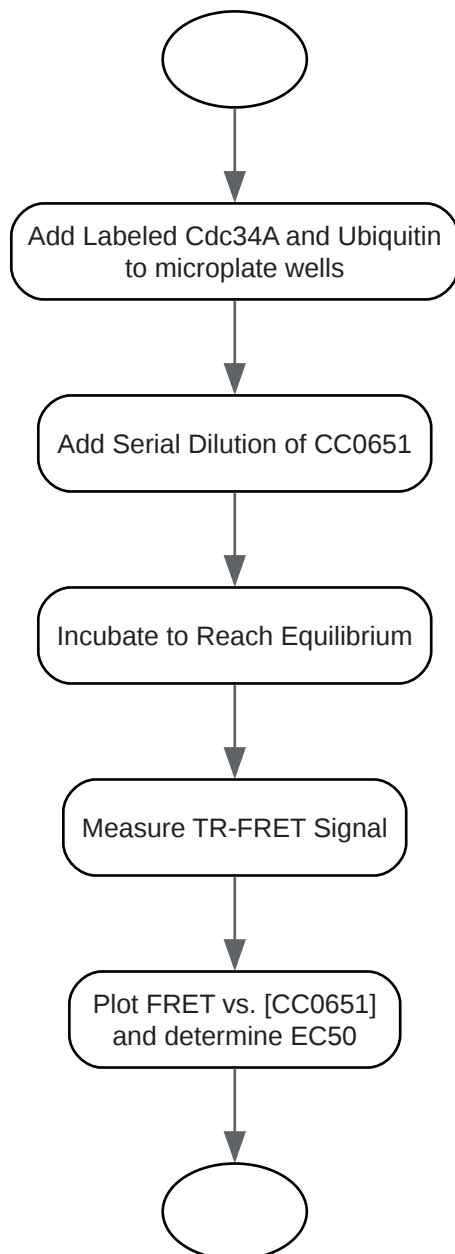 Add Labeled Cdc34A and Ubiquitin
to microplate wells
Add Serial Dilution of CC0651
Incubate to Reach Equilibrium
Measure TR-FRET Signal
Plot FRET vs. [CC0651]
and determine EC50